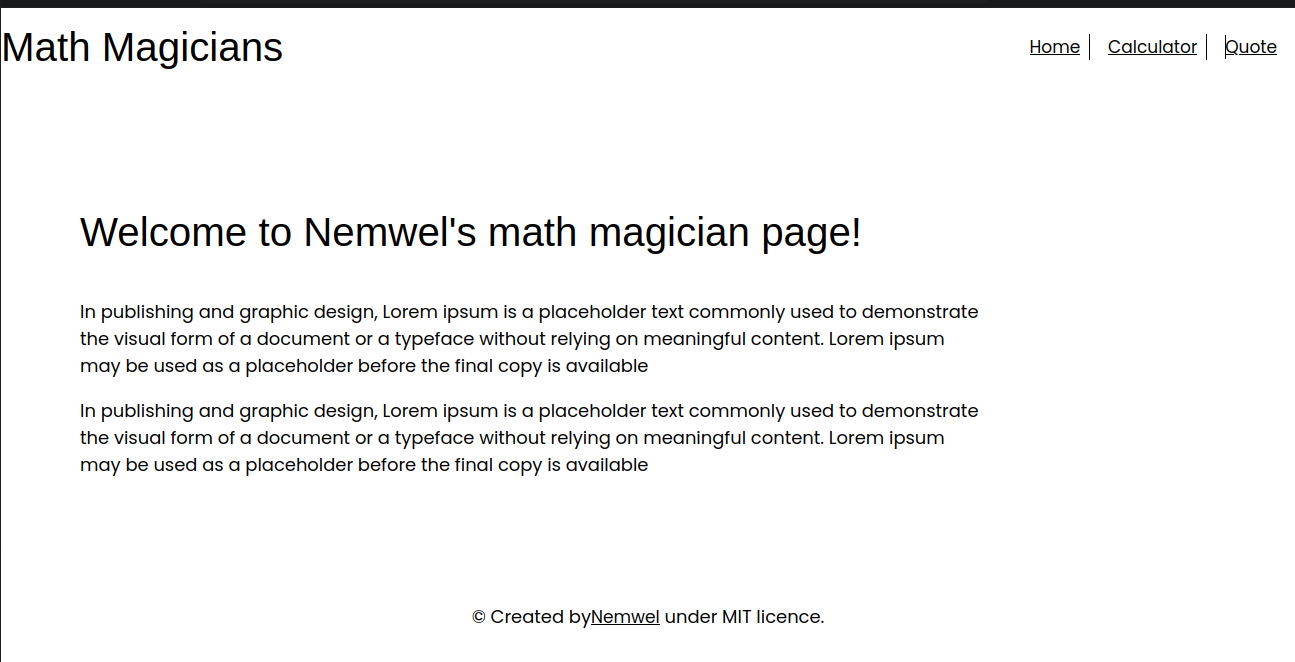 Math Magicians
Home Calculator Quote
Welcome to Nemwel's math magician page!
In publishing and graphic design, Lorem ipsum is a placeholder text commonly used to demonstrate
the visual form of a document or a typeface without relying on meaningful content. Lorem ipsum
may be used as a placeholder before the final copy is available
In publishing and graphic design, Lorem ipsum is a placeholder text commonly used to demonstrate
the visual form of a document or a typeface without relying on meaningful content. Lorem ipsum
may be used as a placeholder before the final copy is available
© Created byNemwel under MIT licence.